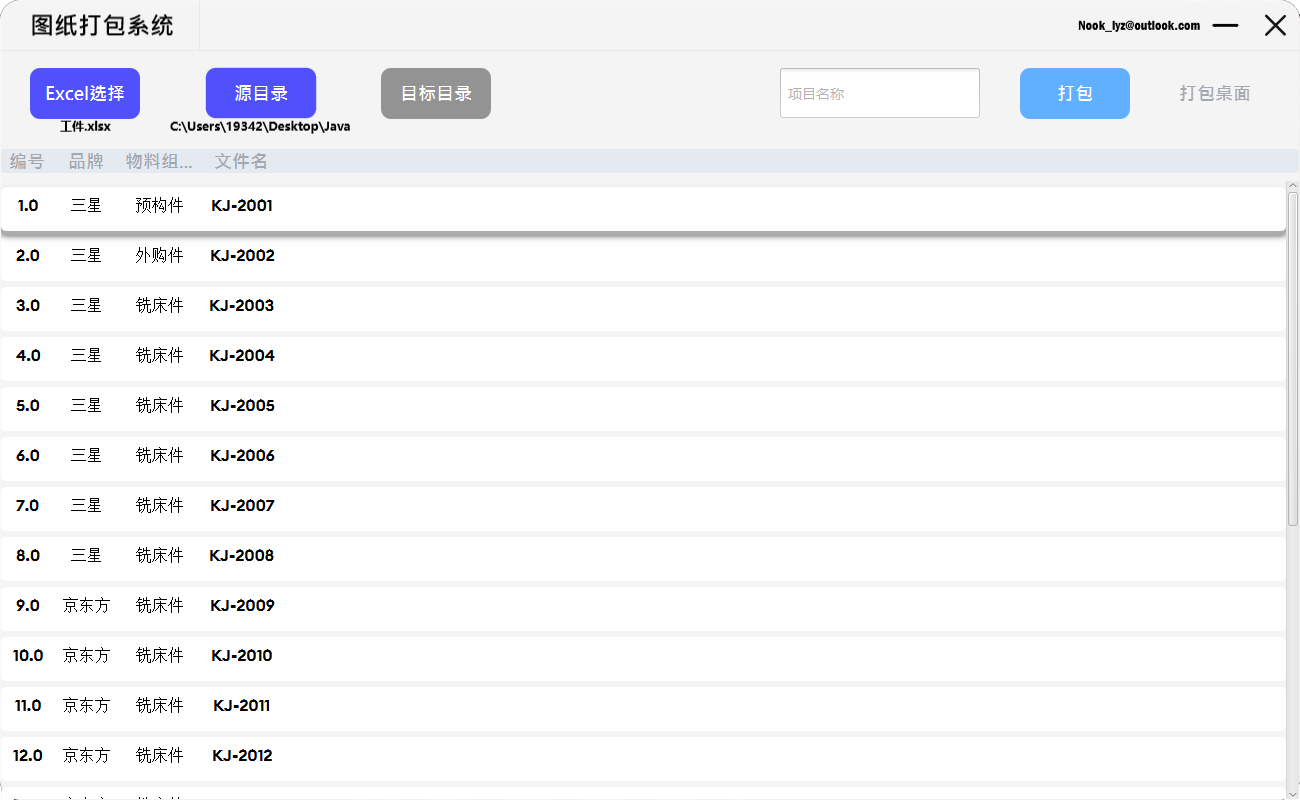 图纸打包系统
Nook_lyz@outlook.com
Excel选择 源目录 目标目录 项目名称 打包 打包桌面
工件.xlsx C:\Users\19342\Desktop\Java
编号 品牌 物料组... 文件名
1.0 三星 预构件 KJ-2001
2.0 三星 外购件 KJ-2002
3.0 三星 铣床件 KJ-2003
4.0 三星 铣床件 KJ-2004
5.0 三星 铣床件 KJ-2005
6.0 三星 铣床件 KJ-2006
7.0 三星 铣床件 KJ-2007
8.0 三星 铣床件 KJ-2008
9.0 京东方 铣床件 KJ-2009
10.0 京东方 铣床件 KJ-2010
11.0 京东方 铣床件 KJ-2011
12.0 京东方 铣床件 KJ-2012